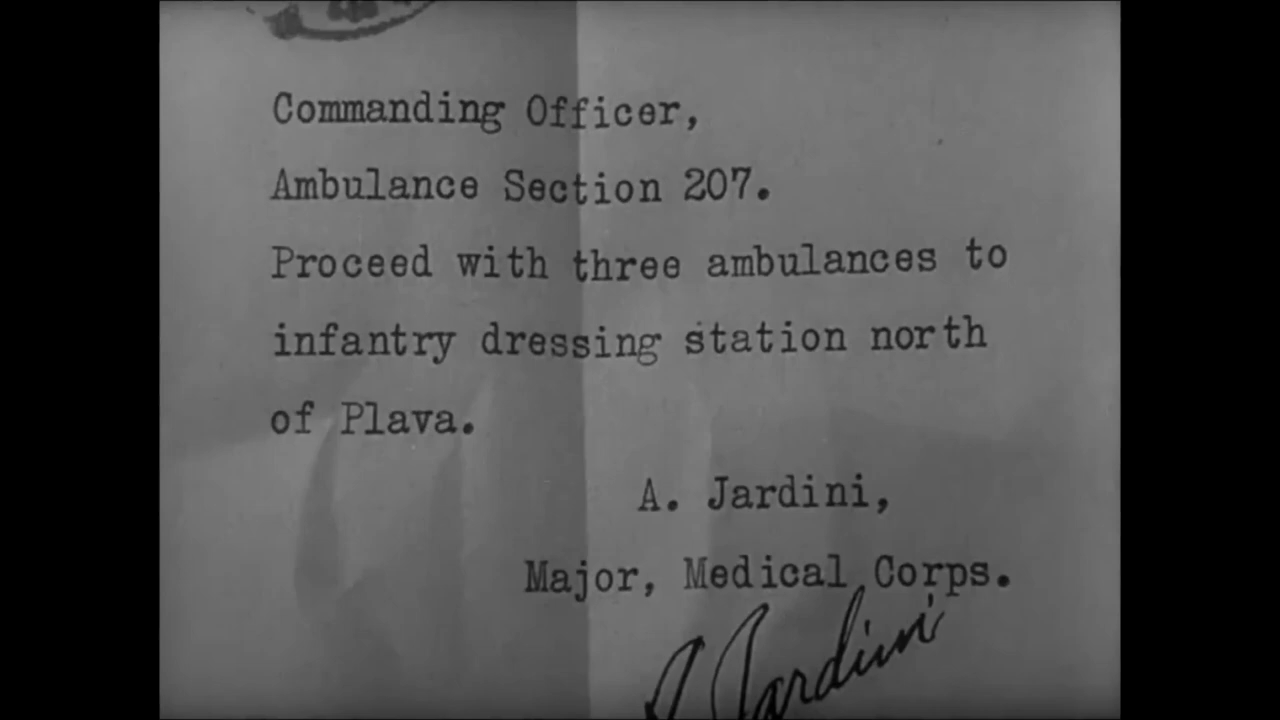 Commanding Officer,
Ambulance Section 207.
Proceed with three ambulances to
infantry dressing station north
of Plava.
A. Jardini,
Major, Medical Corps.
A Jardini